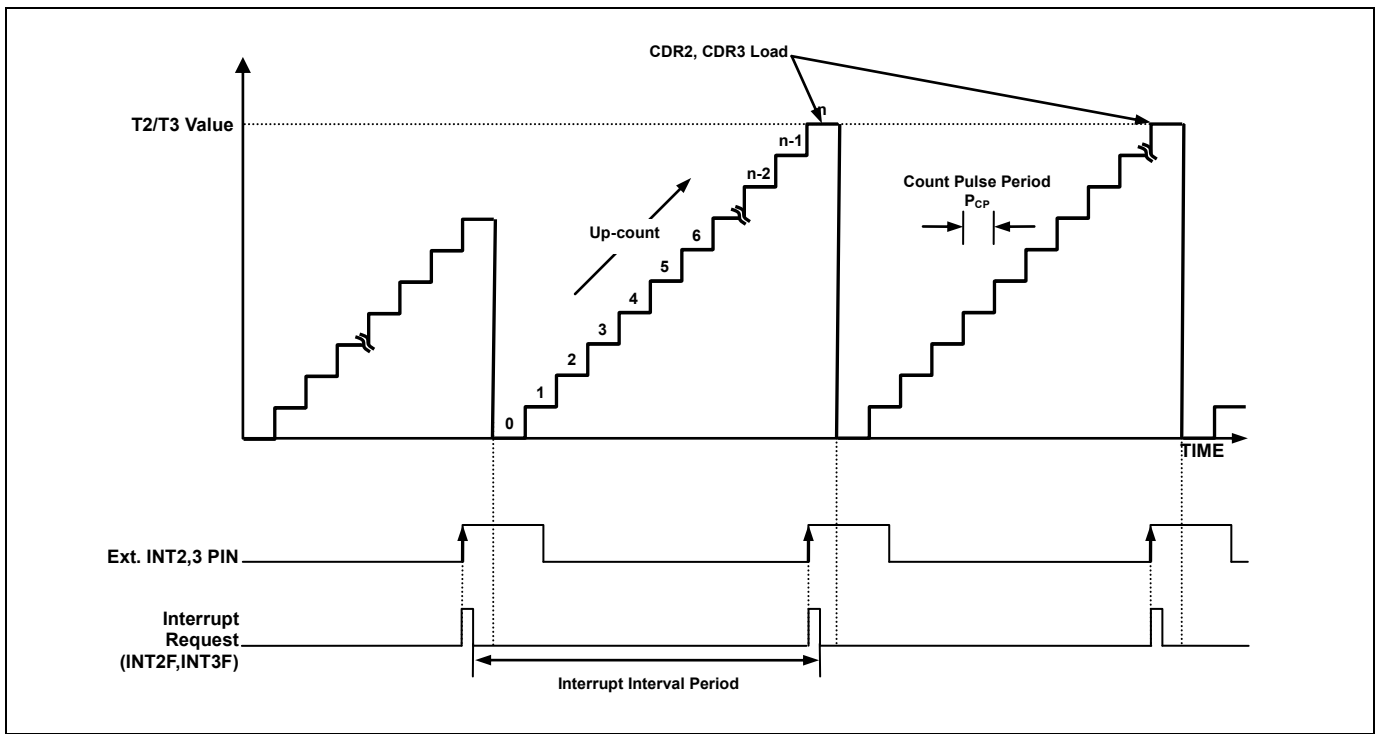 CDR2, CDR3 Load
T2/T3 Value
n
n-1
n-2
Count Pulse Period
PCP
Up-count
6
5
4
3
2
1
0
TIME
Ext. INT2,3 PIN
Interrupt
Request
(INT2F,INT3F)
Interrupt Interval Period